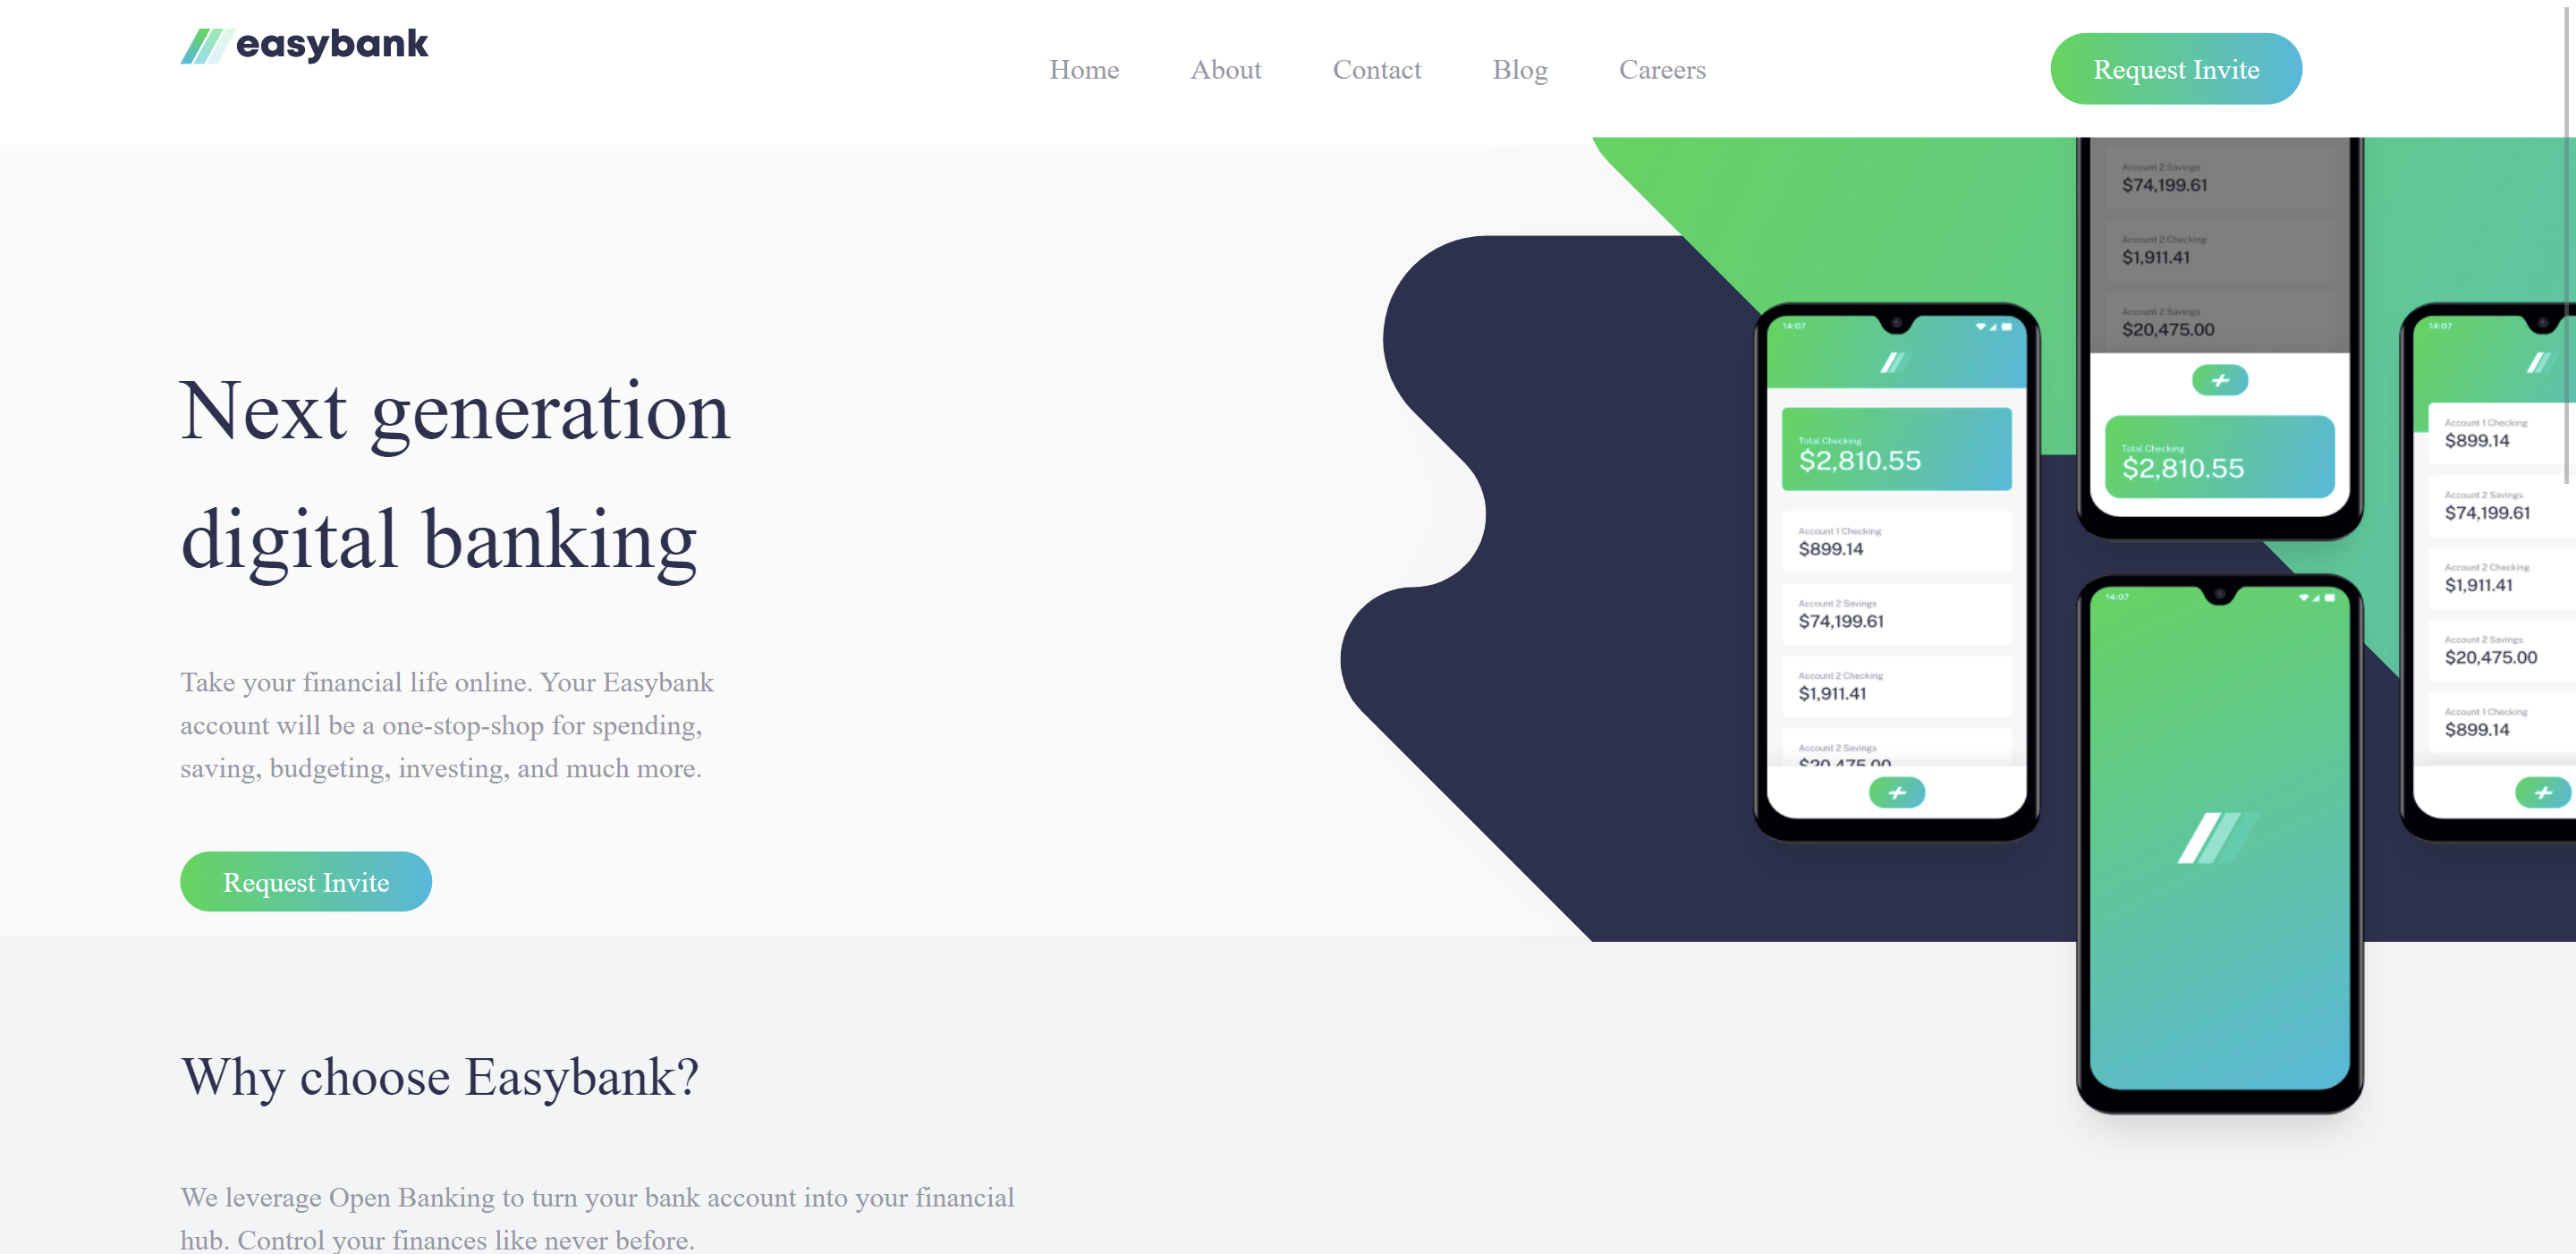 easybank
Home About Contact Blog Careers
Request Invite
Next generation
digital banking
Take your financial life online. Your Easybank
account will be a one-stop-shop for spending,
saving, budgeting, investing, and much more.
Request Invite
14:07
Total Checking
$2,810.55
Account 1 Checking
$899.14
Account 2 Savings
$74,199.61
Account 2 Checking
$1,911.41
Account 2 Savings
$20,475.00
Account 2 Savings
$74,199.61
Account 2 Checking
$1,911.41
Account 2 Savings
$20,475.00
Total Checking
$2,810.55
14:07
14:07
Account 1 Checking
$899.14
Account 2 Savings
$74,199.61
Account 2 Checking
$1,911.41
Account 2 Savings
$20,475.00
Account 1 Checking
$899.14
Why choose Easybank?
We leverage Open Banking to turn your bank account into your financial
hub. Control your finances like never before.